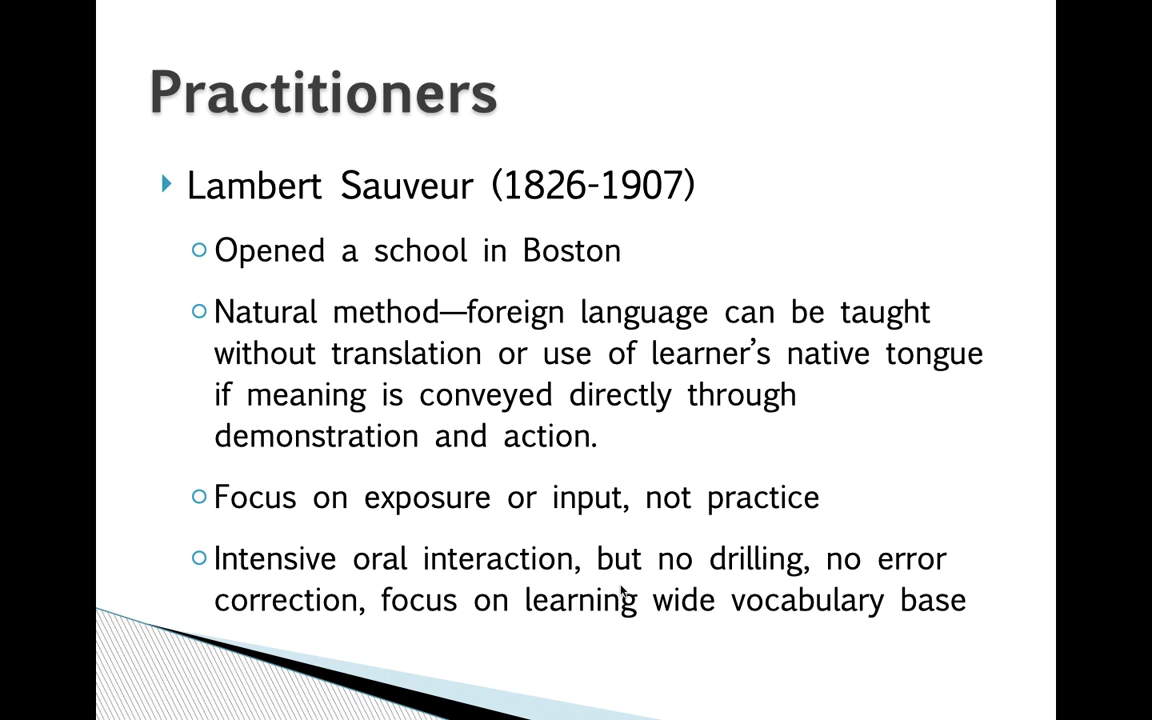 Practitioners
Lambert Sauveur (1826-1907)
Opened a school in Boston
Natural method—foreign language can be taught
without translation or use of learner’s native tongue
if meaning is conveyed directly through
demonstration and action.
Focus on exposure or input, not practice
Intensive oral interaction, but no drilling, no error
correction, focus on learning wide vocabulary base